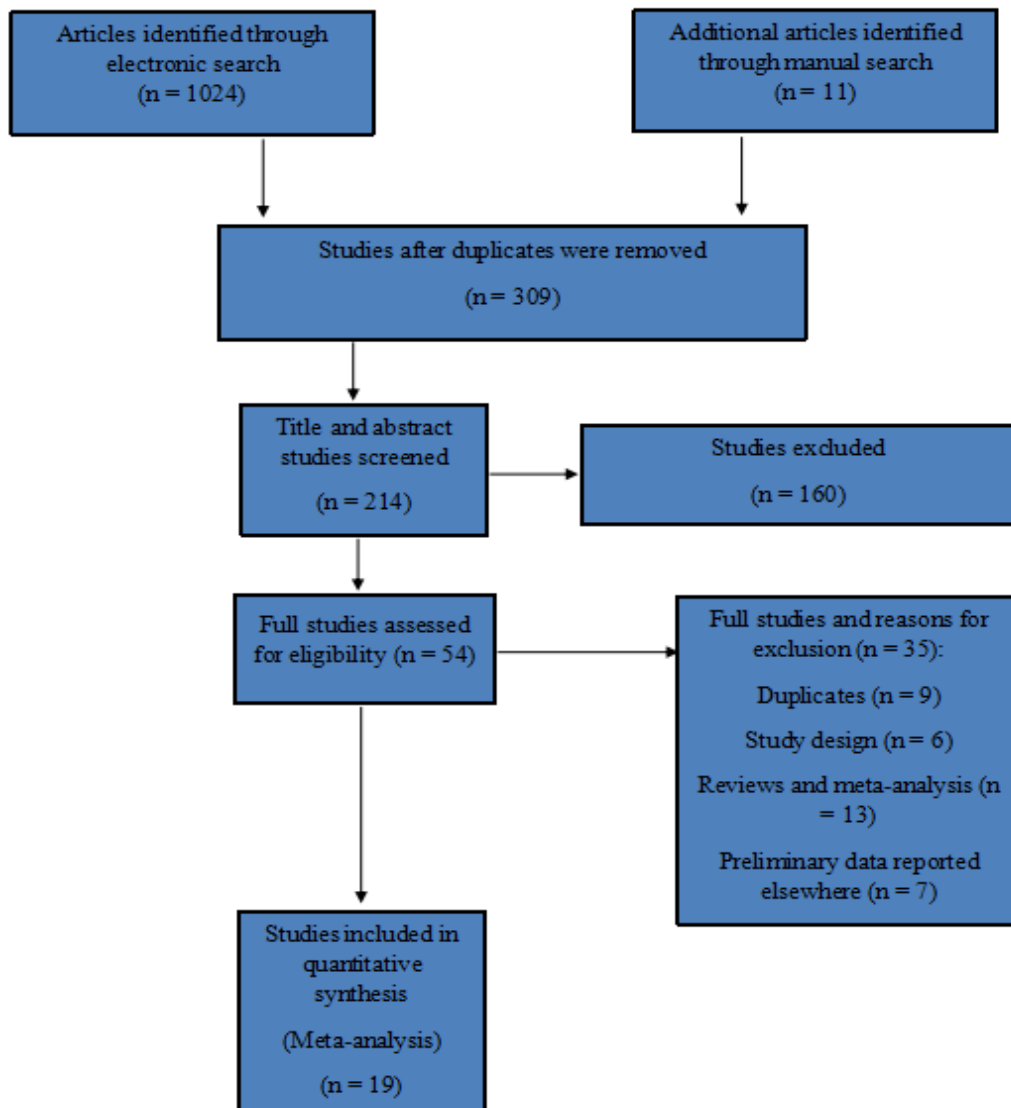 Articles identified through
electronic search
(n = 1024)
Additional articles identified
through manual search
(n = 11)
Studies after duplicates were removed
(n = 309)
Title and abstract
studies screened
(n = 214)
Studies excluded
(n = 160)
Full studies assessed
for eligibility (n = 54)
Full studies and reasons for
exclusion (n = 35):
Duplicates (n = 9)
Study design (n = 6)
Reviews and meta-analysis (n
= 13)
Preliminary data reported
elsewhere (n = 7)
Studies included in
quantitative
synthesis
(Meta-analysis)
(n = 19)